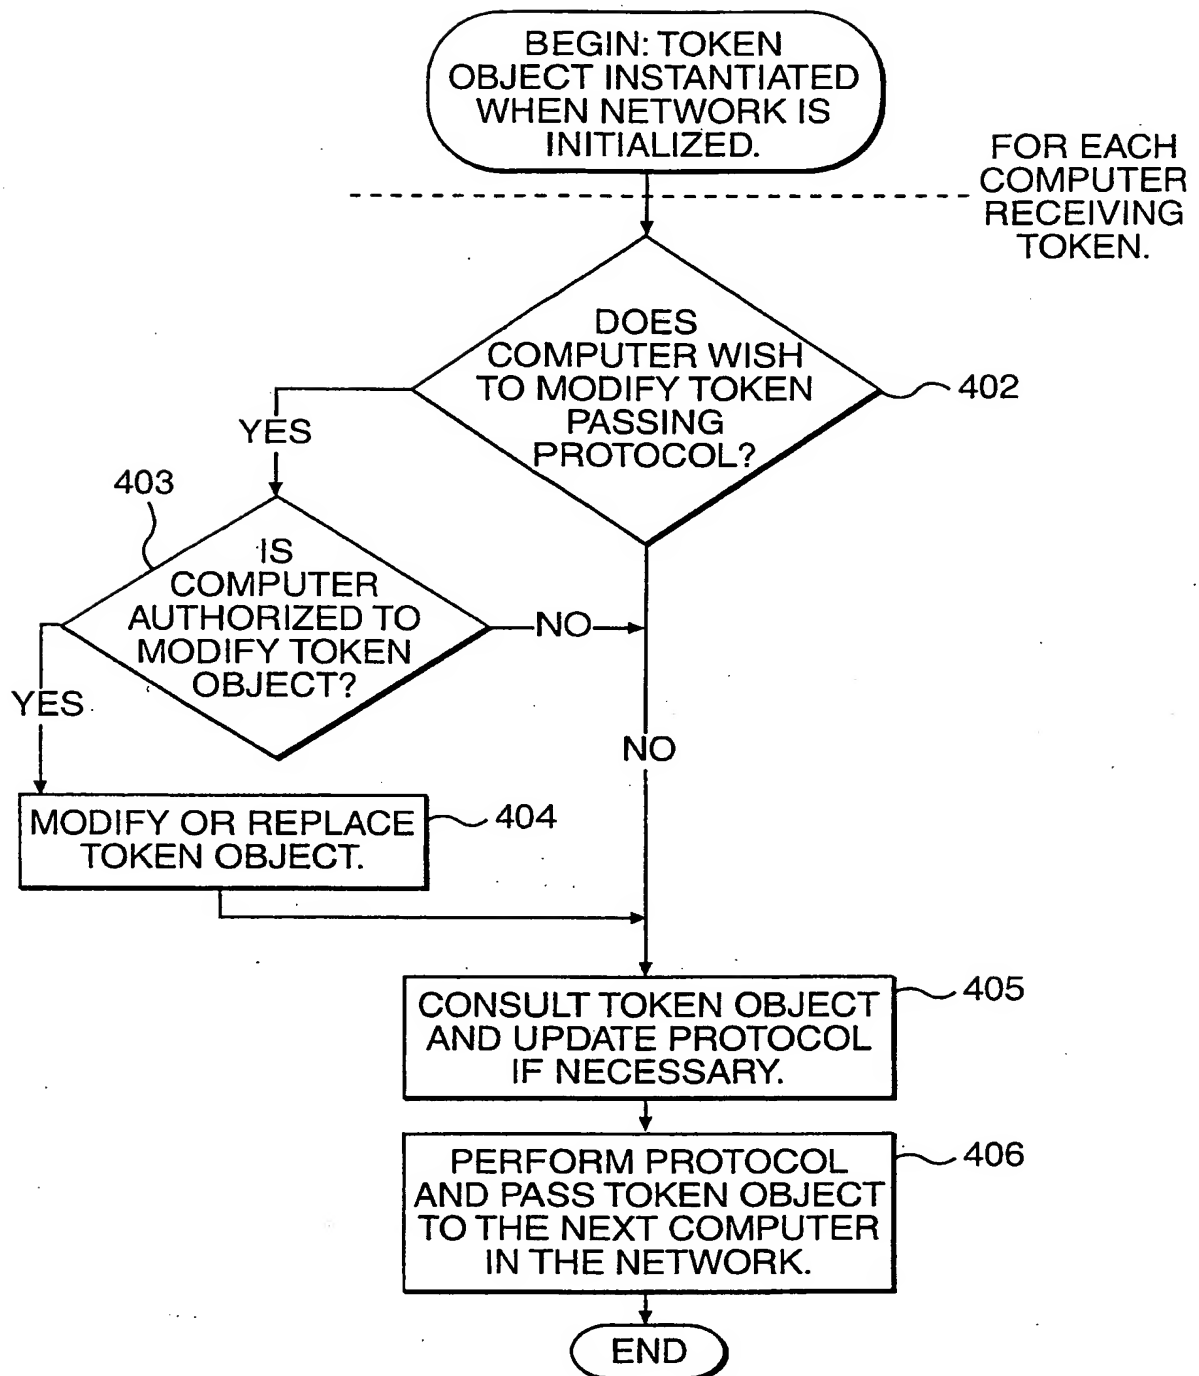 BEGIN: TOKEN
OBJECT INSTANTIATED
WHEN NETWORK IS
INITIALIZED.
FOR EACH
COMPUTER
RECEIVING
TOKEN.
DOES
COMPUTER WISH
TO MODIFY TOKEN
PASSING
PROTOCOL?
402
YES
403
IS
COMPUTER
AUTHORIZED TO
MODIFY TOKEN
OBJECT?
NO
YES
NO
MODIFY OR REPLACE
TOKEN OBJECT.
404
CONSULT TOKEN OBJECT
AND UPDATE PROTOCOL
IF NECESSARY.
405
PERFORM PROTOCOL
AND PASS TOKEN OBJECT
TO THE NEXT COMPUTER
IN THE NETWORK.
406
END